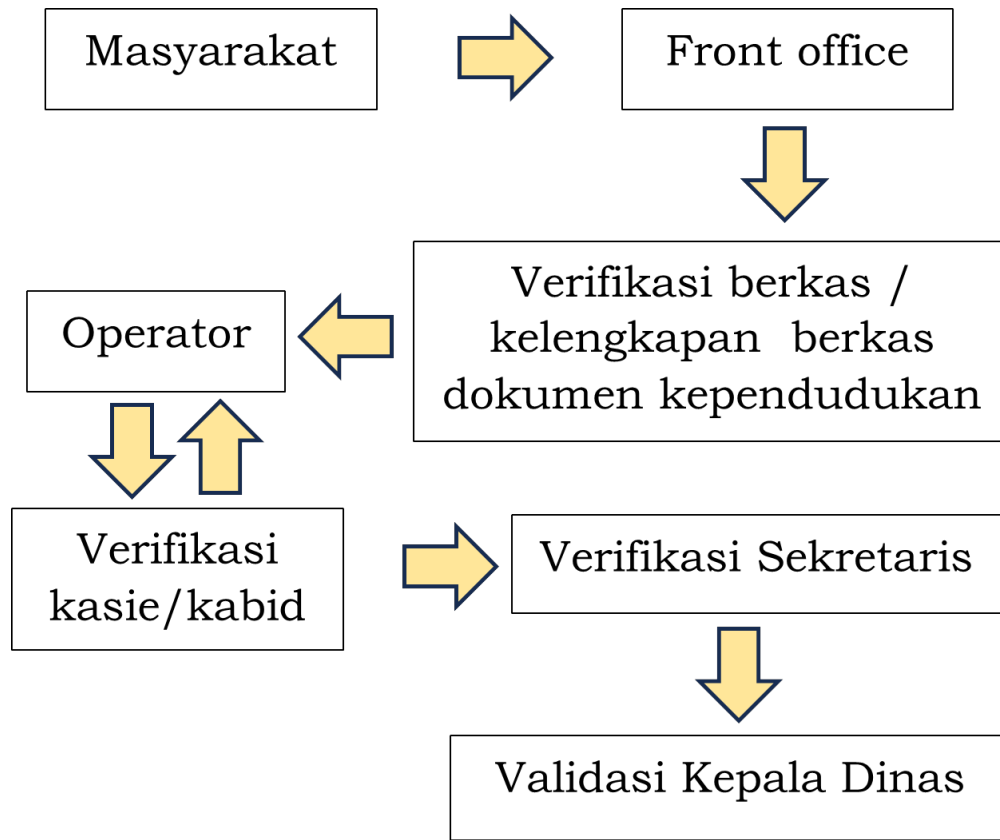 Masyarakat
Front office
Verifikasi berkas /
kelengkapan berkas
dokumen kependudukan
Operator
Verifikasi
kasie/kabid
Verifikasi Sekretaris
Validasi Kepala Dinas